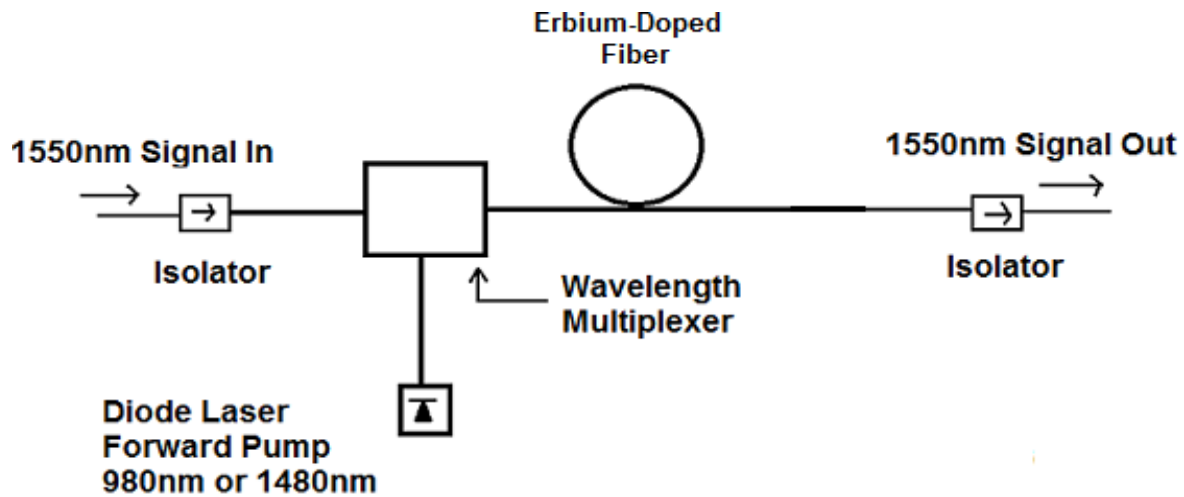 Erbium-Doped
Fiber
1550nm Signal In
1550nm Signal Out
Isolator
Isolator
Wavelength
Multiplexer
Diode Laser
Forward Pump
980nm or 1480nm